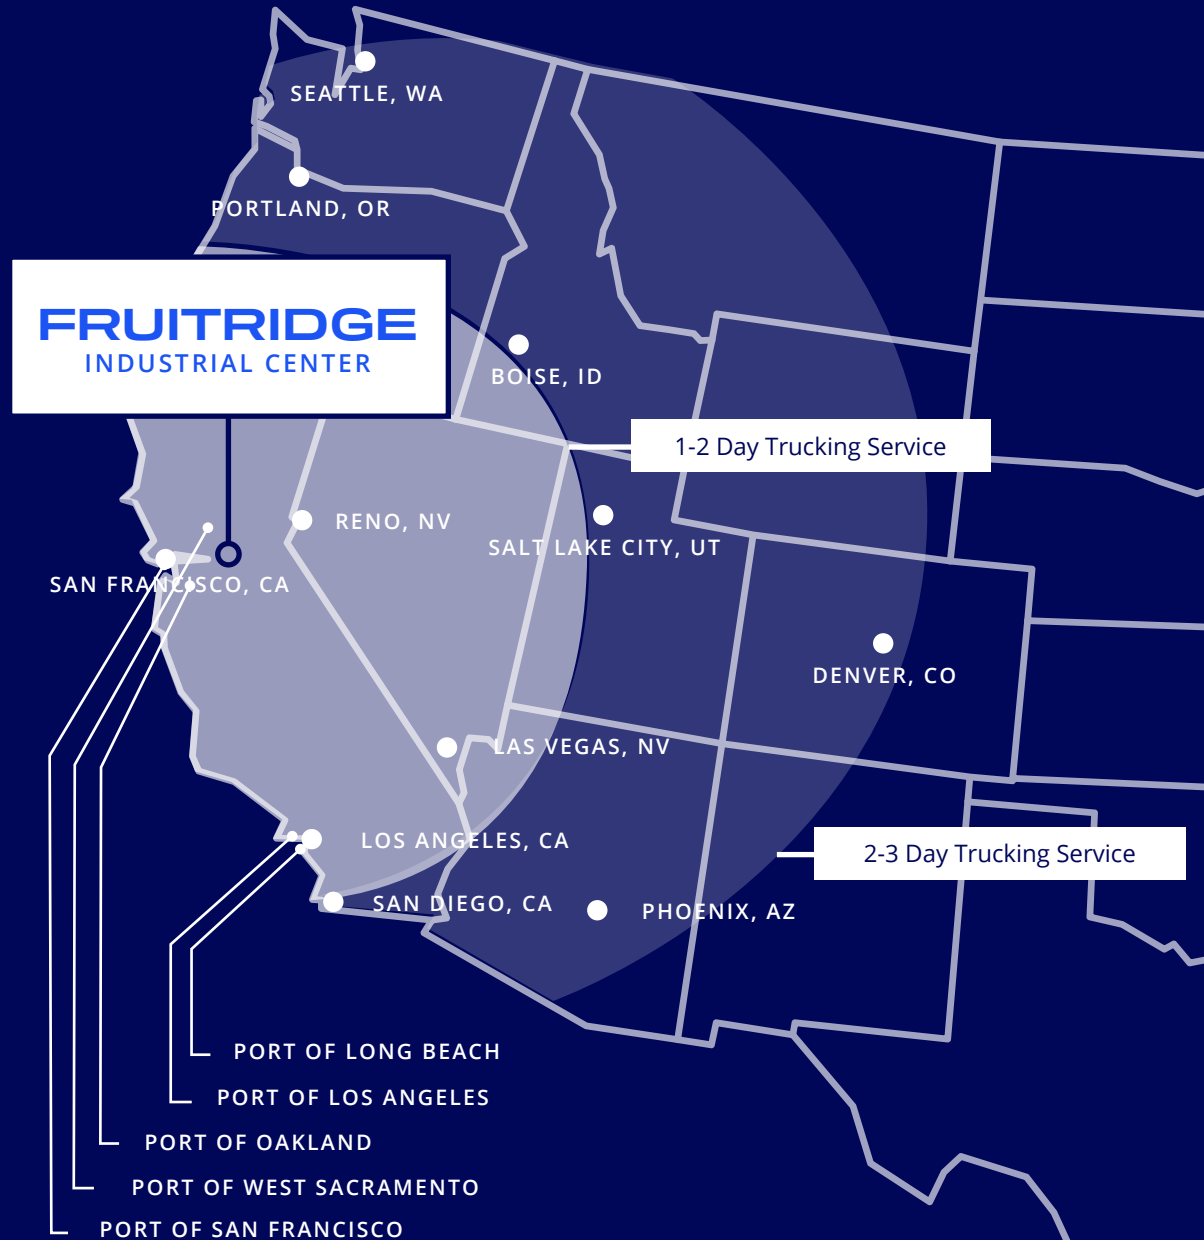 SEATTLE, WA
PORTLAND, OR
FRUITRIDGE
INDUSTRIAL CENTER
BOISE, ID
1-2 Day Trucking Service
RENO, NV
SALT LAKE CITY, UT
SAN FRANCISCO, CA
DENVER, CO
LAS VEGAS, NV
LOS ANGELES, CA
2-3 Day Trucking Service
SAN DIEGO, CA
PHOENIX, AZ
PORT OF LONG BEACH
PORT OF LOS ANGELES
PORT OF OAKLAND
PORT OF WEST SACRAMENTO
PORT OF SAN FRANCISCO